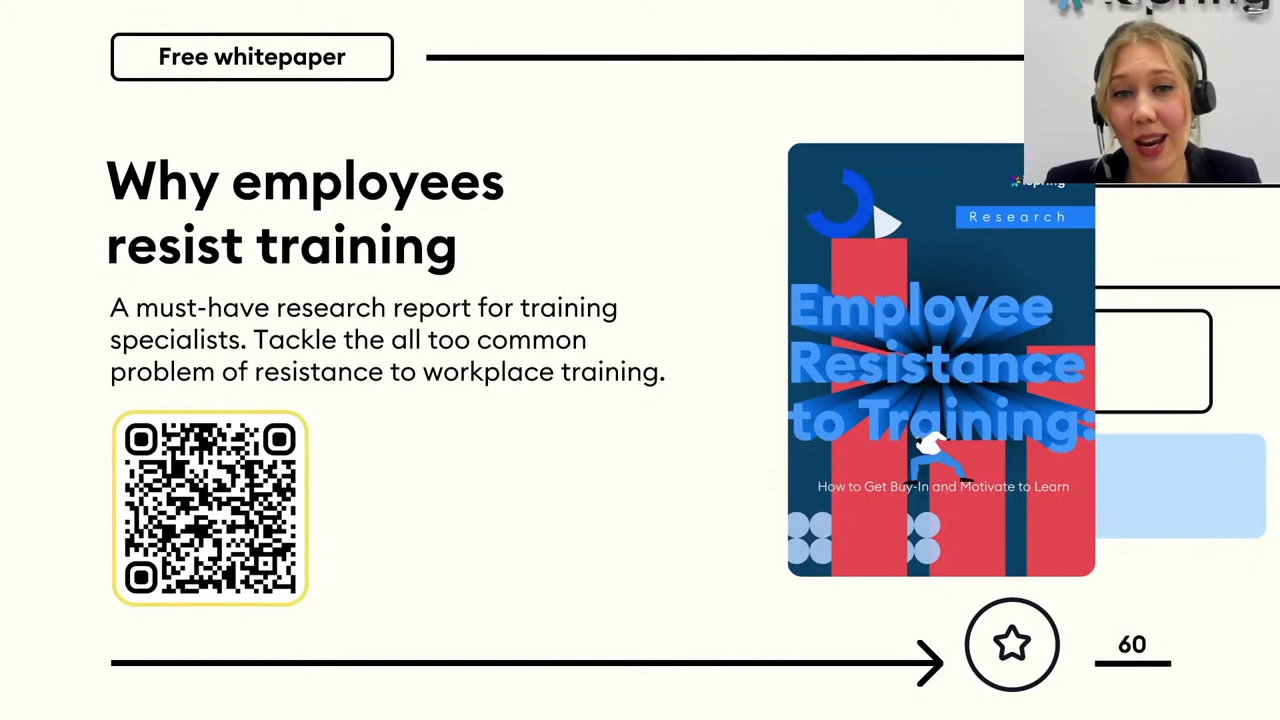 Free whitepaper
Why employees
resist training
A must-have research report for training
specialists. Tackle the all too common
problem of resistance to workplace training.
ispring
Research
Employee
Resistance
to Training:
How to Get Buy-In and Motivate to Learn
60